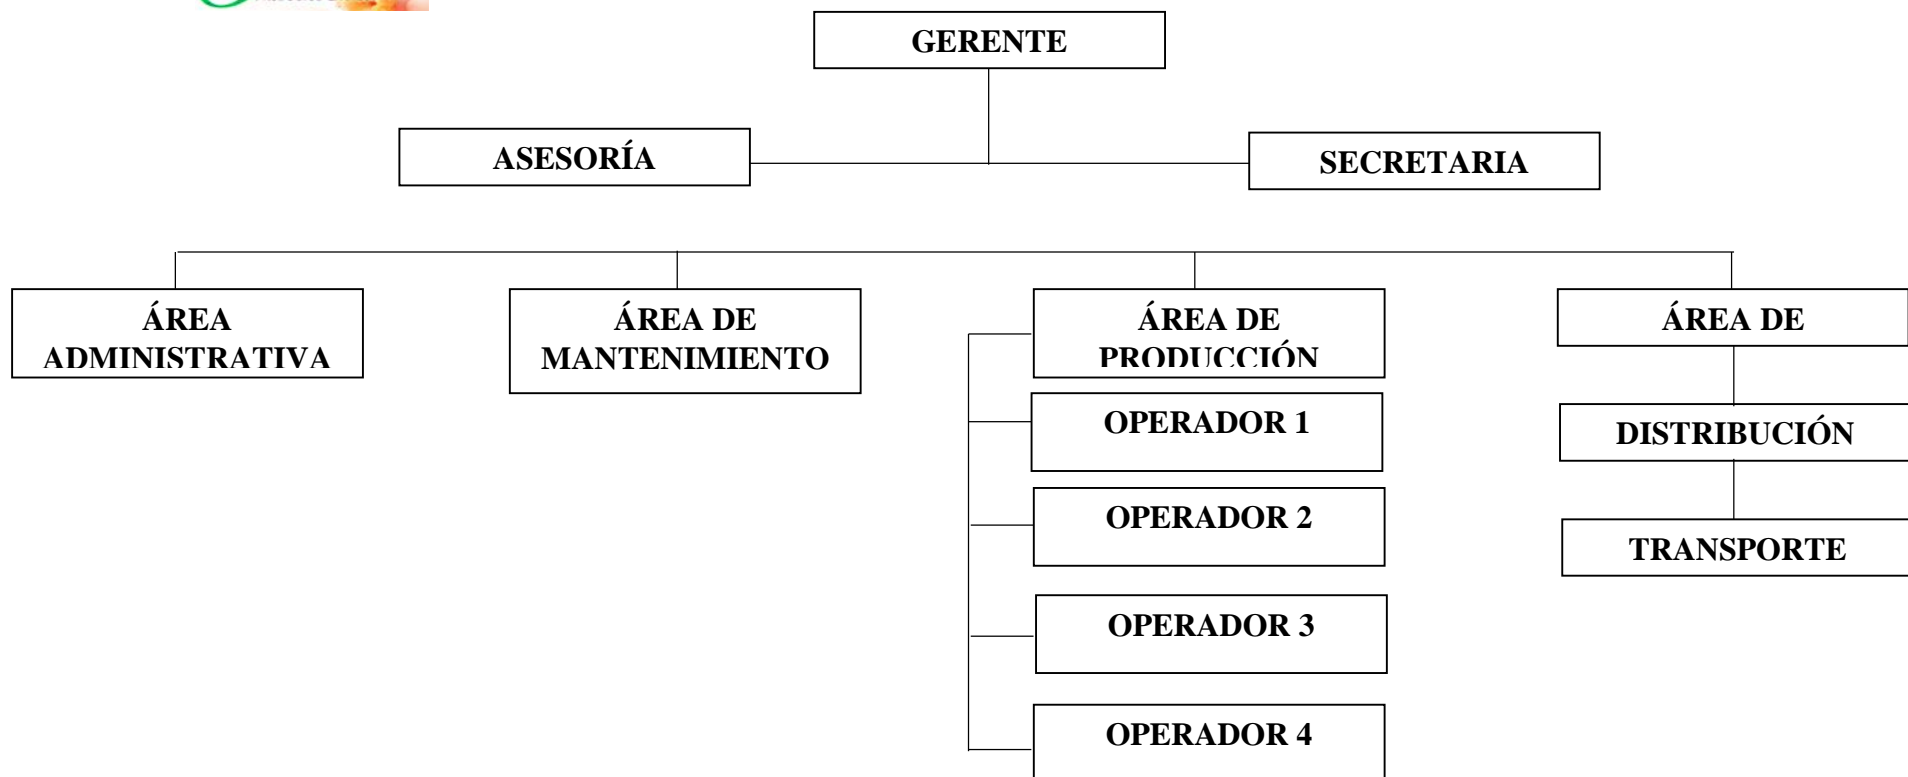 GERENTE
ASESORÍA
SECRETARIA
ÁREA
ADMINISTRATIVA
ÁREA DE
MANTENIMIENTO
ÁREA DE
PRODUCCIÓN
ÁREA DE
OPERADOR 1
OPERADOR 2
OPERADOR 3
OPERADOR 4
DISTRIBUCIÓN
TRANSPORTE